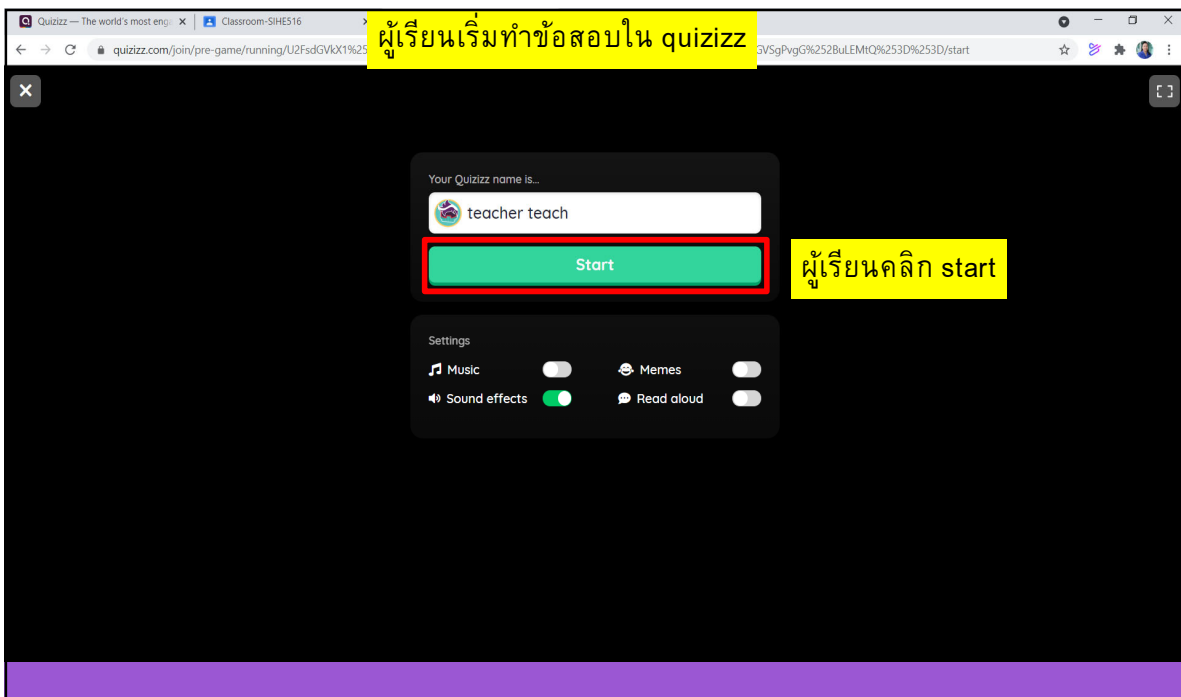 Quizizz — The world's most eng
Classroom-SIHE516
ผู้เรียนเริ่มทำข้อสอบใน quizizz
quizizz.com/join/pre-game/running/U2FsdGVkX1%25
GVSgPvgG%252BuLEMtQ%253D%253D/start
Your Quizizz name is...
teacher teach
Start
ผู้เรียนคลิก start
Settings
Music
Memes
Sound effects
Read aloud